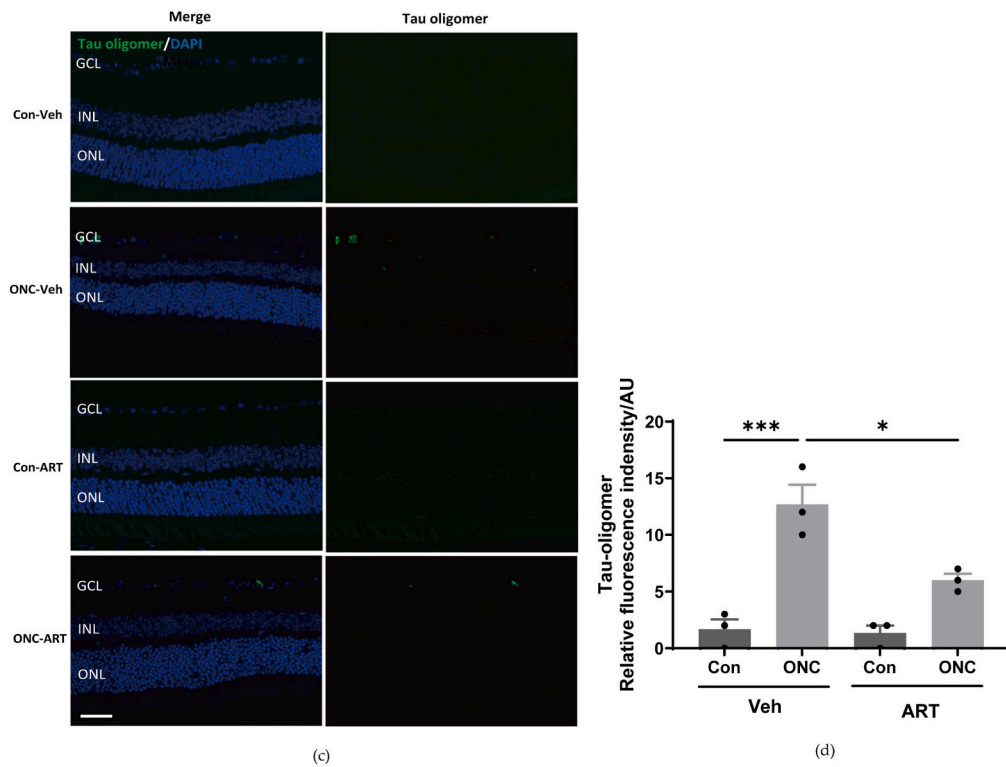 Merge
Tau oligomer
Tau oligomer/DAPI
Merge
GCL
Con-Veh
INL
ONL
GCL
ONC-Veh
INL
ONL
GCL
Con-ART
INL
ONL
GCL
ONC-ART
INL
ONL
(c)
Tau-oligomer
Relative fluorescence indensity/AU
20
15
10
5
0
***
*
Con
ONC
Con
ONC
Veh
ART
(d)